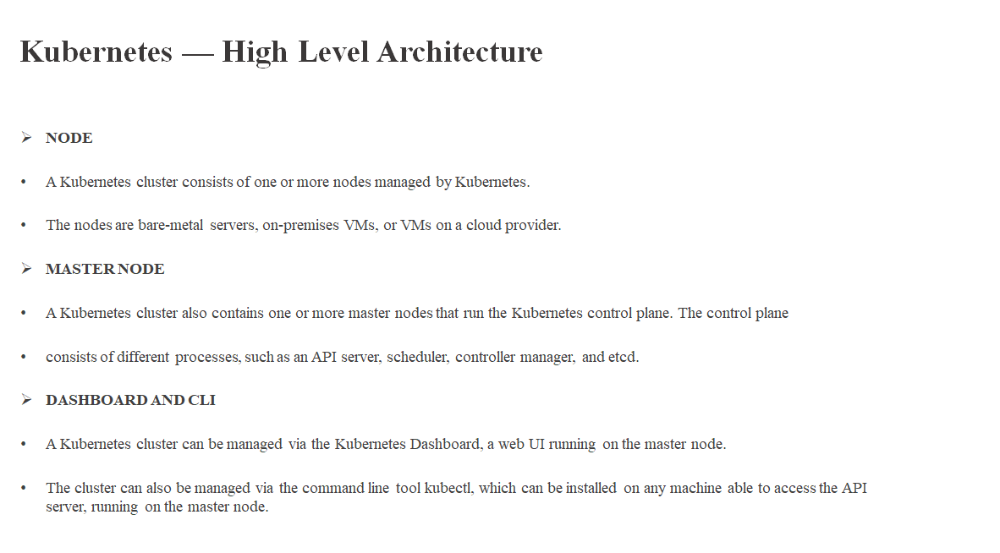 Kubernetes — High Level Architecture
➢ NODE
• A Kubernetes cluster consists of one or more nodes managed by Kubernetes.
• The nodes are bare-metal servers, on-premises VMs, or VMs on a cloud provider.
➢ MASTER NODE
• A Kubernetes cluster also contains one or more master nodes that run the Kubernetes control plane. The control plane
• consists of different processes, such as an API server, scheduler, controller manager, and etcd.
➢ DASHBOARD AND CLI
• A Kubernetes cluster can be managed via the Kubernetes Dashboard, a web UI running on the master node.
• The cluster can also be managed via the command line tool kubectl, which can be installed on any machine able to access the API
server, running on the master node.